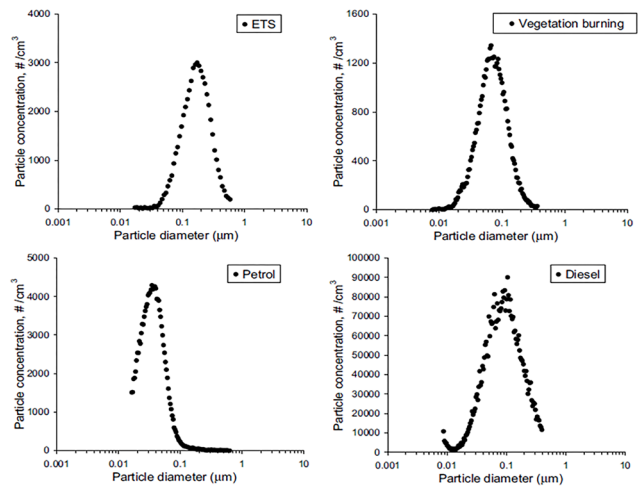 ETS
Particle concentration, #/cm3
4000
3000
2000
1000
0
0.001 0.01 0.1 1 10
Particle diameter (µm)
Vegetation burning
Particle concentration, #/cm3
1600
1200
800
400
0
0.001 0.01 0.1 1 10
Particle diameter (µm)
Petrol
Particle concentration, #/cm3
5000
4000
3000
2000
1000
0
0.001 0.01 0.1 1 10
Particle diameter (µm)
Diesel
Particle concentration, #/cm3
100000
90000
80000
70000
60000
50000
40000
30000
20000
10000
0
0.001 0.01 0.1 1 10
Particle diameter (µm)